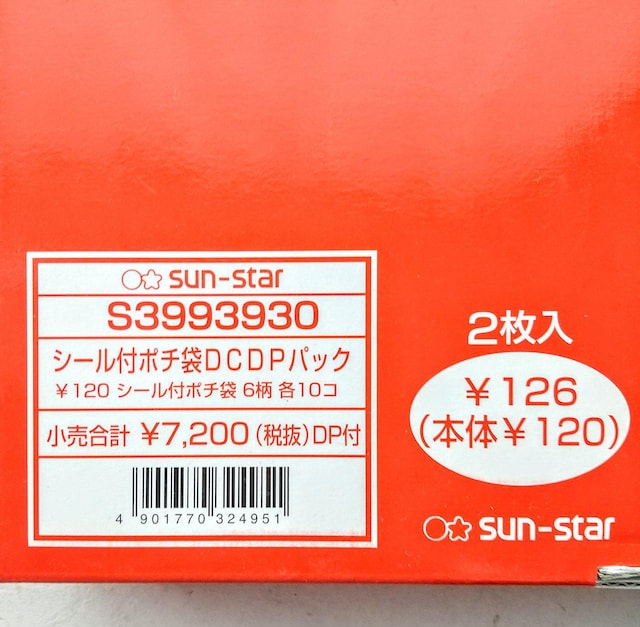 sun-star
S3993930
シール付ポチ袋DCDPパック
￥120 シール付ポチ袋 6柄 各10コ
小売合計 ￥7,200(税抜)DP付
4 901770 324951
2枚入
￥126
(本体￥120)
sun-star